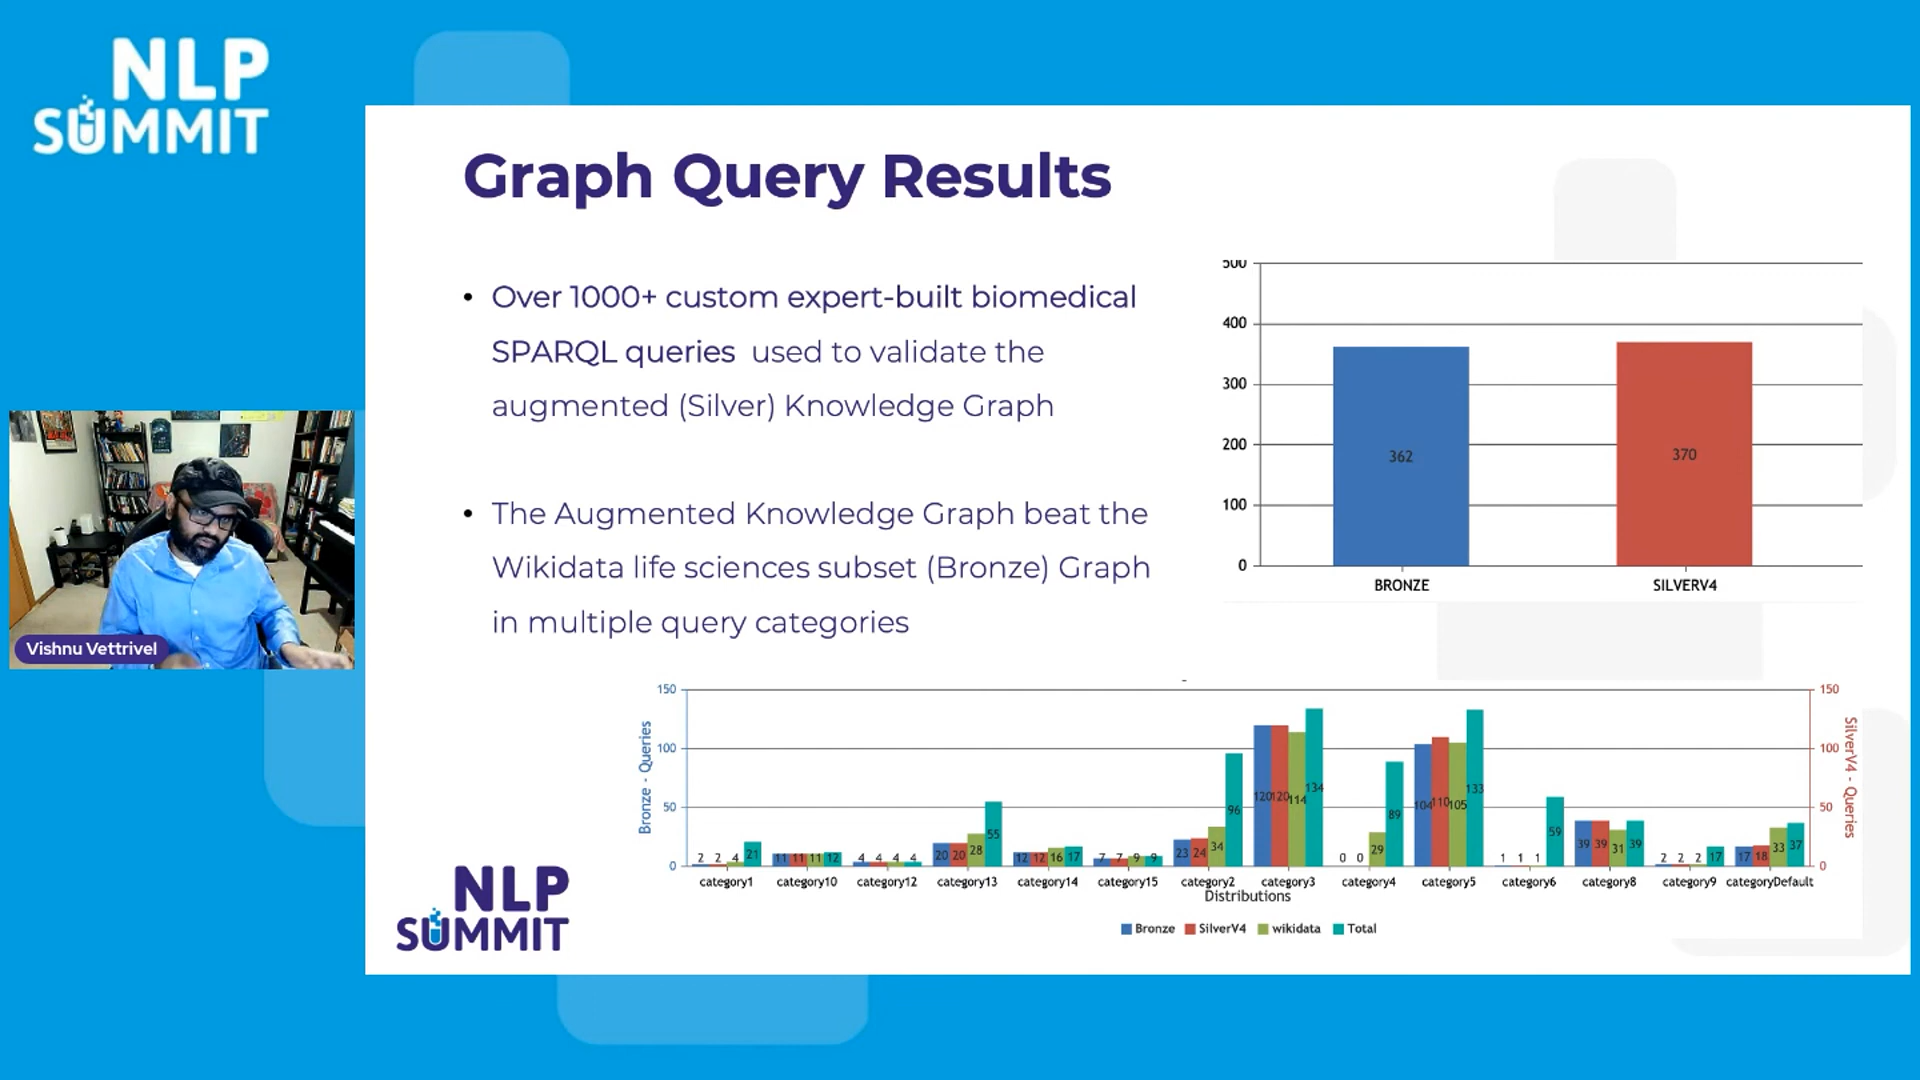 NLP
SUMMIT
Graph Query Results
• Over 1000+ custom expert-built biomedical
SPARQL queries used to validate the
augmented (Silver) Knowledge Graph
• The Augmented Knowledge Graph beat the
Wikidata life sciences subset (Bronze) Graph
in multiple query categories
500
400
300
200
100
0
362
370
BRONZE
SILVERV4
Vishnu Vettrivel
150
100
50
0
Bronze - Queries
2 2 4 21
11 11 11 12
4 4 4 4
20 20 28 55
12 12 16 17
7 7 9 9
23 24 34 96
120 120 114 134
0 0 29 89
104 110 105 133
1 1 1 59
39 39 31 39
2 2 2 17
17 18 33 37
150
100
50
0
SilverV4 - Queries
category1 category10 category12 category13 category14 category15 category2 category3 category4 category5 category6 category8 category9 categoryDefault
Distributions
Bronze SilverV4 wikidata Total
NLP
SUMMIT